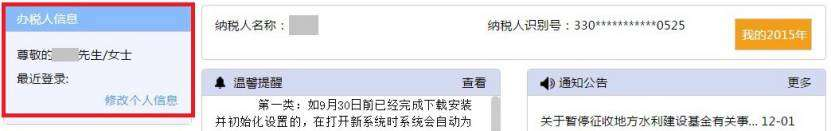 办税人信息
尊敬的 先生/女士
最近登录:
修改个人信息
纳税人名称:
纳税人识别号:330***********0525
我的2015年
温馨提醒 查看
第一类:如9月30日前已经完成下载安装
并初始化设置的,在打开新系统时系统会自动为
通知公告 更多
关于暂停征收地方水利建设基金有关事... 12-01